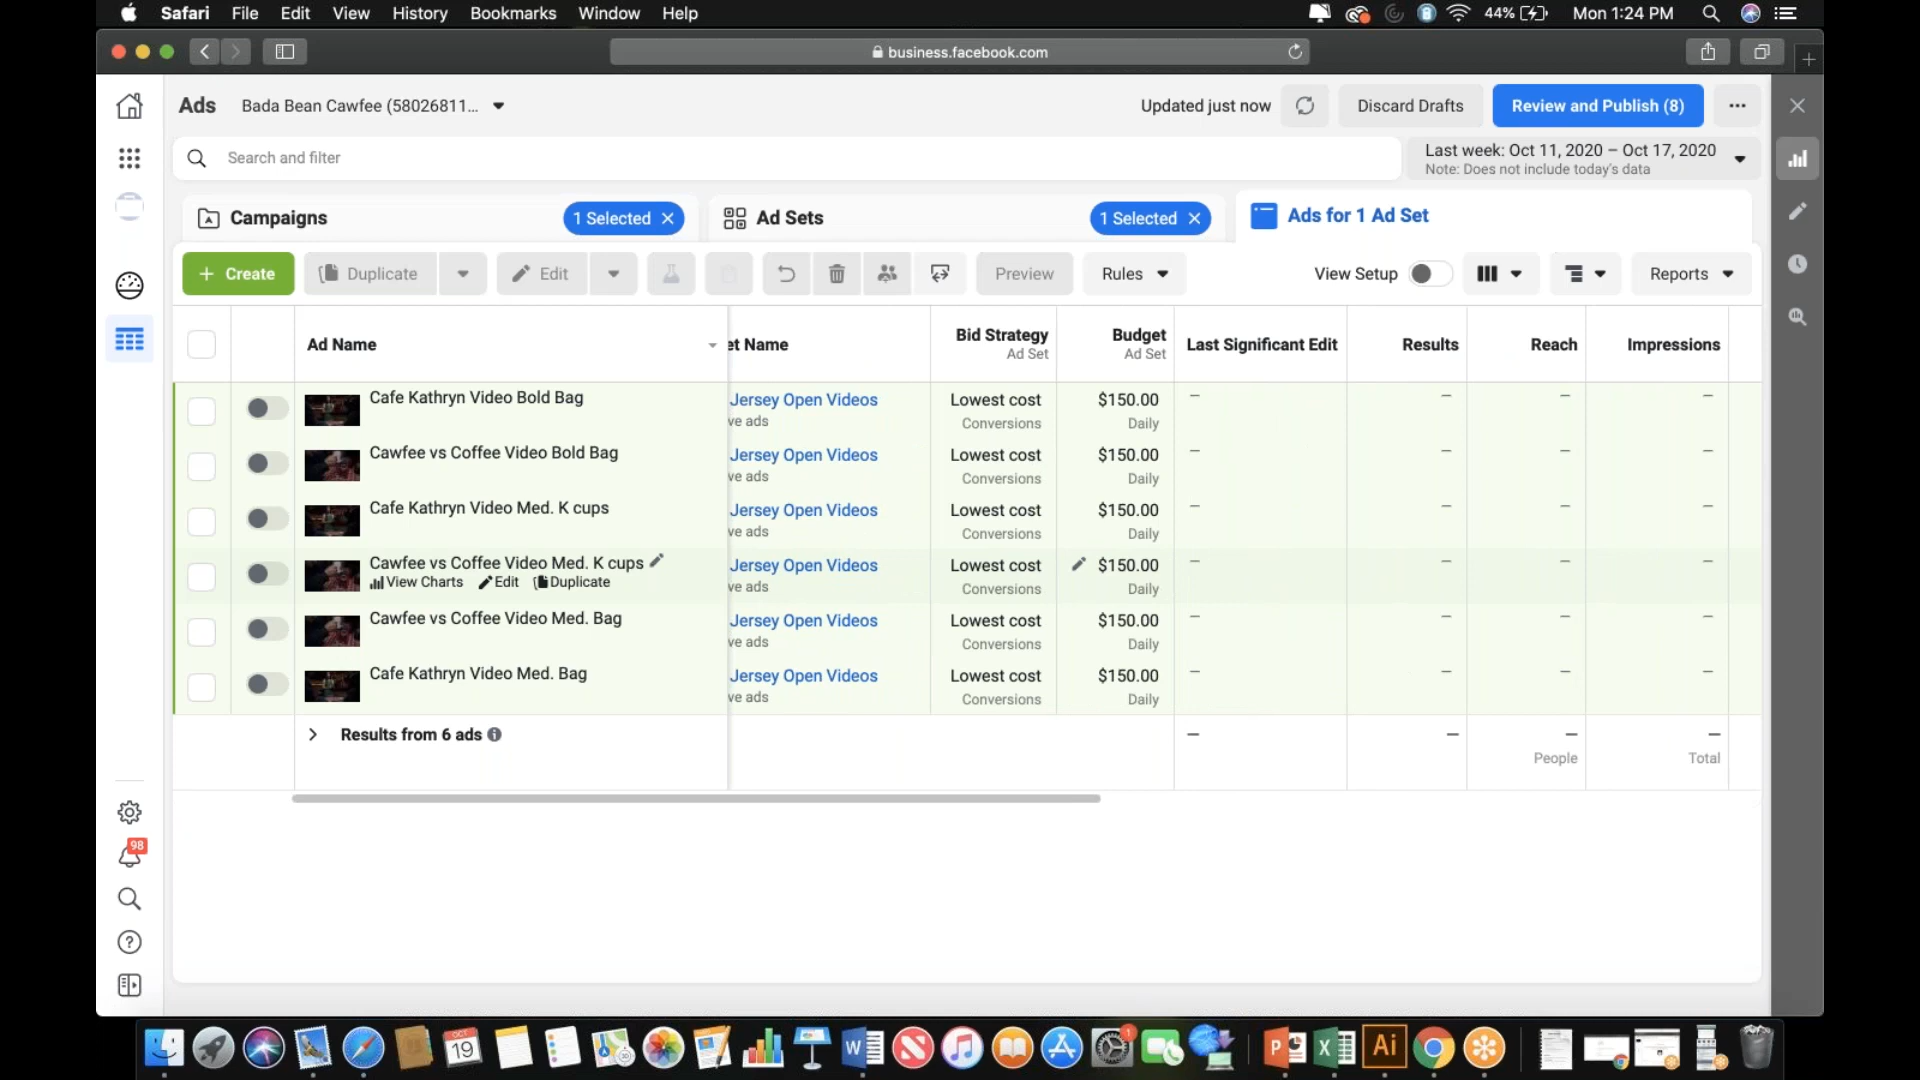 Safari File Edit View History Bookmarks Window Help
44% Mon 1:24 PM
business.facebook.com
Ads Bada Bean Cawfee (58026811...
Updated just now Discard Drafts Review and Publish (8) ...
Search and filter
Last week: Oct 11, 2020 – Oct 17, 2020
Note: Does not include today's data
Campaigns 1 Selected ×
Ad Sets 1 Selected ×
Ads for 1 Ad Set
+ Create Duplicate Edit Preview Rules View Setup Reports
Ad Name et Name Bid Strategy Budget Last Significant Edit Results Reach Impressions
Ad Set Ad Set
Cafe Kathryn Video Bold Bag Jersey Open Videos Lowest cost $150.00 – – – –
ve ads Conversions Daily
Cawfee vs Coffee Video Bold Bag Jersey Open Videos Lowest cost $150.00 – – – –
ve ads Conversions Daily
Cafe Kathryn Video Med. K cups Jersey Open Videos Lowest cost $150.00 – – – –
ve ads Conversions Daily
Cawfee vs Coffee Video Med. K cups Jersey Open Videos Lowest cost $150.00 – – – –
View Charts Edit Duplicate ve ads Conversions Daily
Cawfee vs Coffee Video Med. Bag Jersey Open Videos Lowest cost $150.00 – – – –
ve ads Conversions Daily
Cafe Kathryn Video Med. Bag Jersey Open Videos Lowest cost $150.00 – – – –
ve ads Conversions Daily
Results from 6 ads – – – –
People Total
98
OCT
19
30
W
1
P
X
Ai